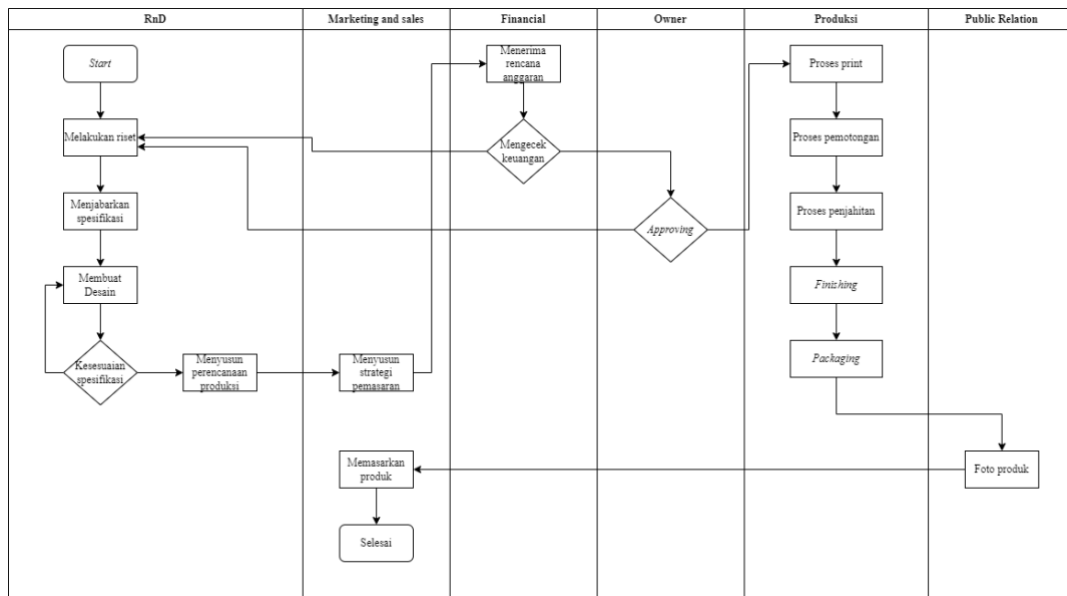 RnD
Marketing and sales
Financial
Owner
Produksi
Public Relation
Start
Menerima
rencana
anggaran
Proses print
Melakukan riset
Mengecek
keuangan
Proses pemotongan
Menjabarkan
spesifikasi
Approving
Proses penjahitan
Membuat
Desain
Finishing
Kesesuaian
spesifikasi
Menyusun
perencanaan
produksi
Menyusun
strategi
pemasaran
Packaging
Memasarkan
produk
Foto produk
Selesai